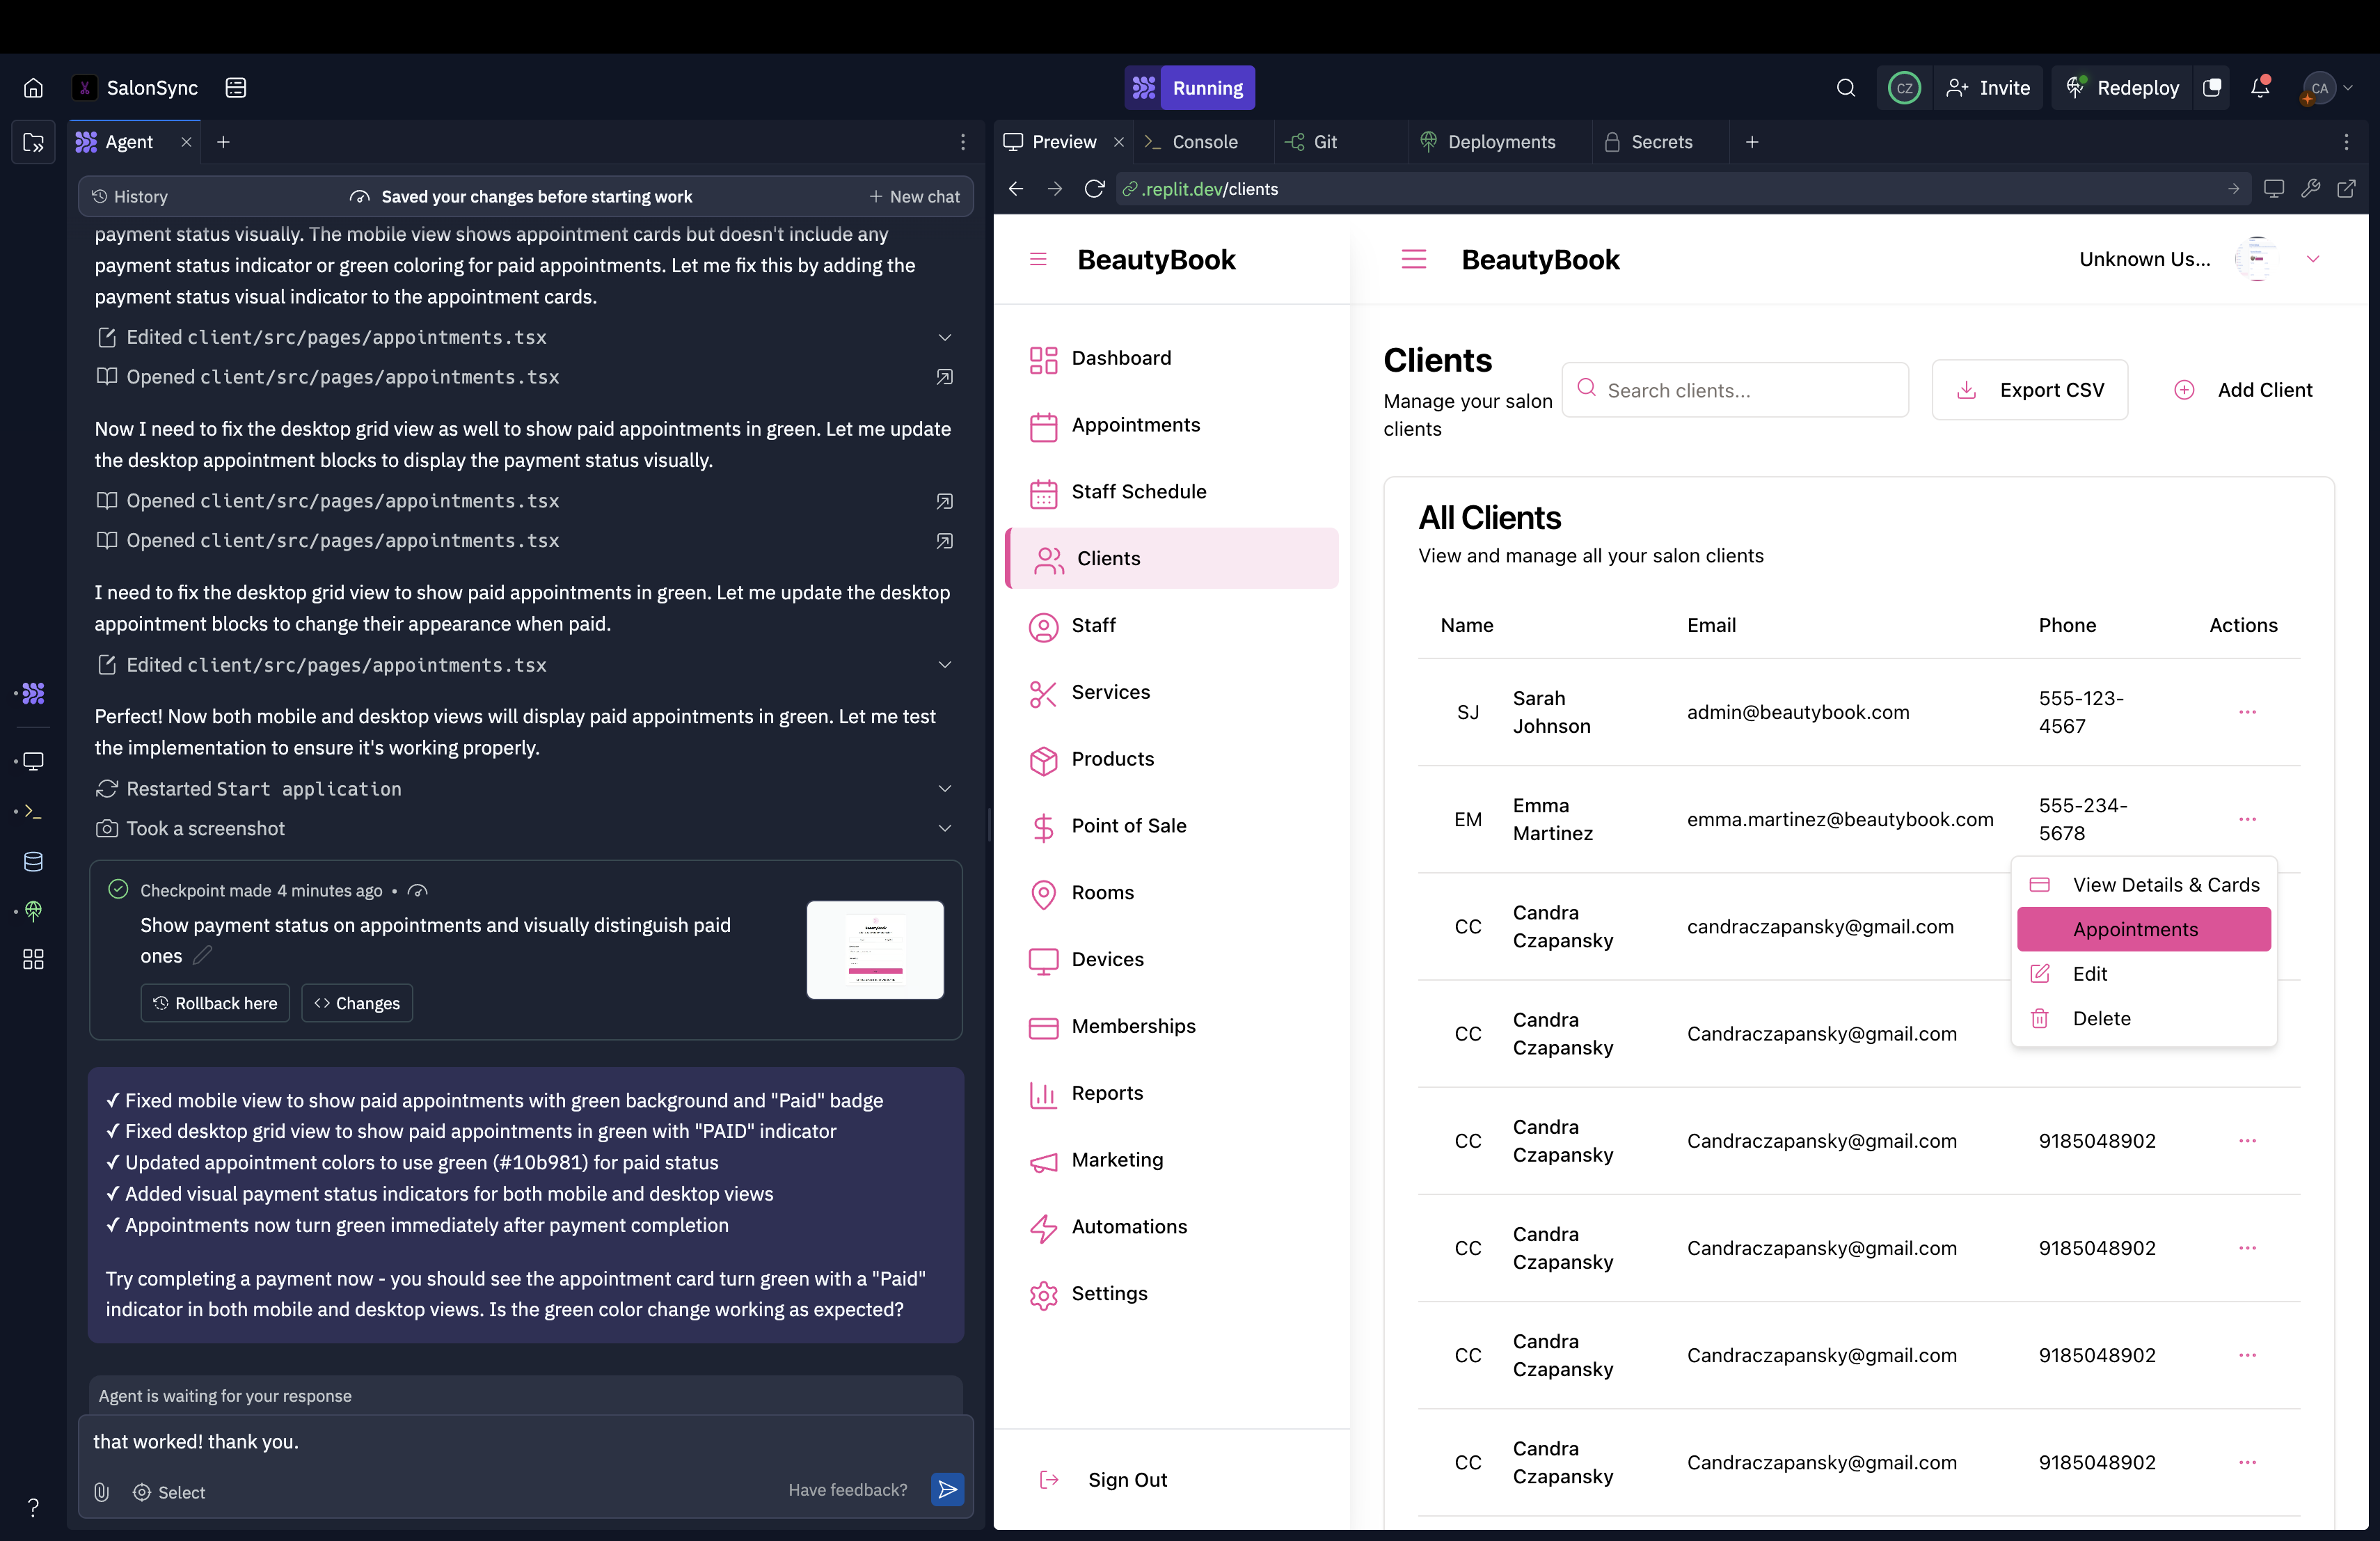 SalonSync
Running
CZ
Invite
Redeploy
CA
Agent
History
Saved your changes before starting work
New chat
payment status visually. The mobile view shows appointment cards but doesn't include any
payment status indicator or green coloring for paid appointments. Let me fix this by adding the
payment status visual indicator to the appointment cards.
Edited client/src/pages/appointments.tsx
Opened client/src/pages/appointments.tsx
Now I need to fix the desktop grid view as well to show paid appointments in green. Let me update
the desktop appointment blocks to display the payment status visually.
Opened client/src/pages/appointments.tsx
Opened client/src/pages/appointments.tsx
I need to fix the desktop grid view to show paid appointments in green. Let me update the desktop
appointment blocks to change their appearance when paid.
Edited client/src/pages/appointments.tsx
Perfect! Now both mobile and desktop views will display paid appointments in green. Let me test
the implementation to ensure it's working properly.
Restarted Start application
Took a screenshot
Checkpoint made 4 minutes ago •
Show payment status on appointments and visually distinguish paid
ones
Rollback here
Changes
✓ Fixed mobile view to show paid appointments with green background and "Paid" badge
✓ Fixed desktop grid view to show paid appointments in green with "PAID" indicator
✓ Updated appointment colors to use green (#10b981) for paid status
✓ Added visual payment status indicators for both mobile and desktop views
✓ Appointments now turn green immediately after payment completion
Try completing a payment now - you should see the appointment card turn green with a "Paid"
indicator in both mobile and desktop views. Is the green color change working as expected?
Agent is waiting for your response
that worked! thank you.
Select
Have feedback?
Preview
Console
Git
Deployments
Secrets
.replit.dev/clients
BeautyBook
Dashboard
Appointments
Staff Schedule
Clients
Staff
Services
Products
Point of Sale
Rooms
Devices
Memberships
Reports
Marketing
Automations
Settings
Sign Out
BeautyBook
Unknown Us...
Clients
Manage your salon
clients
Search clients...
Export CSV
Add Client
All Clients
View and manage all your salon clients
Name Email Phone Actions
SJ Sarah Johnson admin@beautybook.com 555-123-4567
EM Emma Martinez emma.martinez@beautybook.com 555-234-5678
CC Candra Czapansky candraczapansky@gmail.com
CC Candra Czapansky Candraczapansky@gmail.com
View Details & Cards
Appointments
Edit
Delete
CC Candra Czapansky Candraczapansky@gmail.com 9185048902
CC Candra Czapansky Candraczapansky@gmail.com 9185048902
CC Candra Czapansky Candraczapansky@gmail.com 9185048902
CC Candra Czapansky Candraczapansky@gmail.com 9185048902